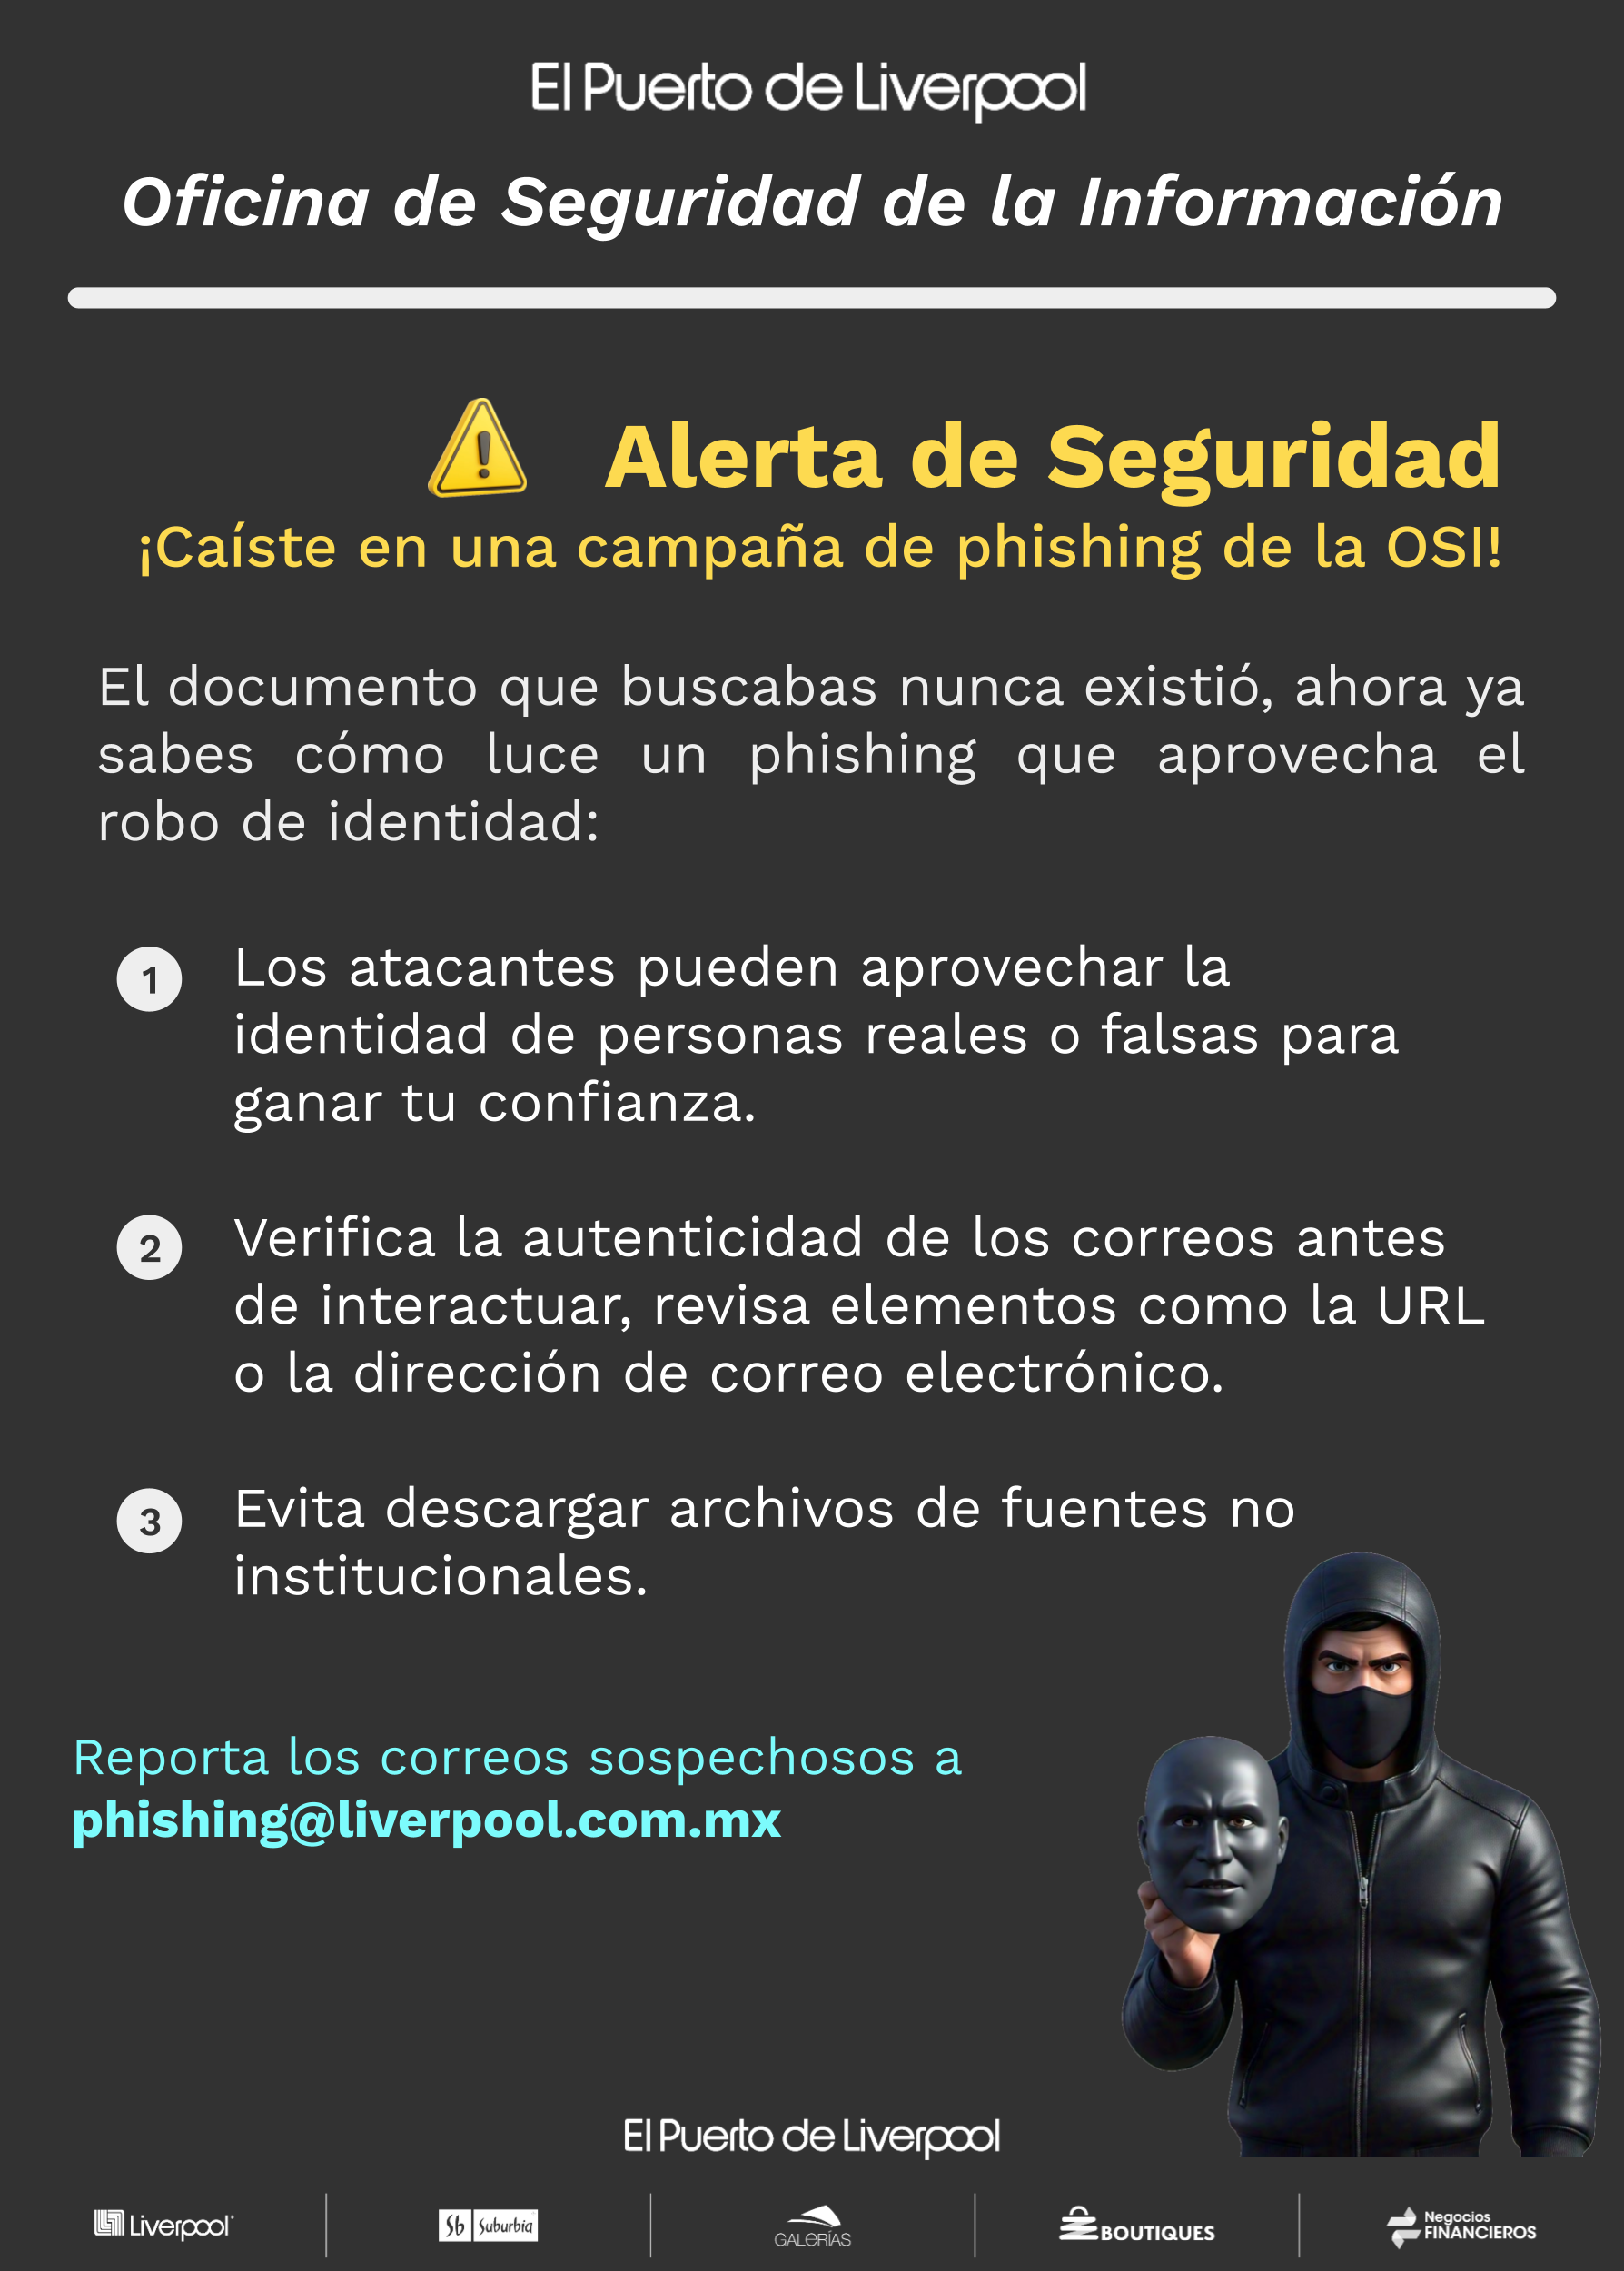 El Puerto de Liverpool
Oficina de Seguridad de la Información
Alerta de Seguridad
¡Caíste en una campaña de phishing de la OSI!
El documento que buscabas nunca existió, ahora ya
sabes cómo luce un phishing que aprovecha el
robo de identidad:
1
Los atacantes pueden aprovechar la
identidad de personas reales o falsas para
ganar tu confianza.
2
Verifica la autenticidad de los correos antes
de interactuar, revisa elementos como la URL
o la dirección de correo electrónico.
3
Evita descargar archivos de fuentes no
institucionales.
Reporta los correos sospechosos a
phishing@liverpool.com.mx
El Puerto de Liverpool
Liverpool
Sb Suburbia
GALERÍAS
BOUTIQUES
Negocios
FINANCIEROS